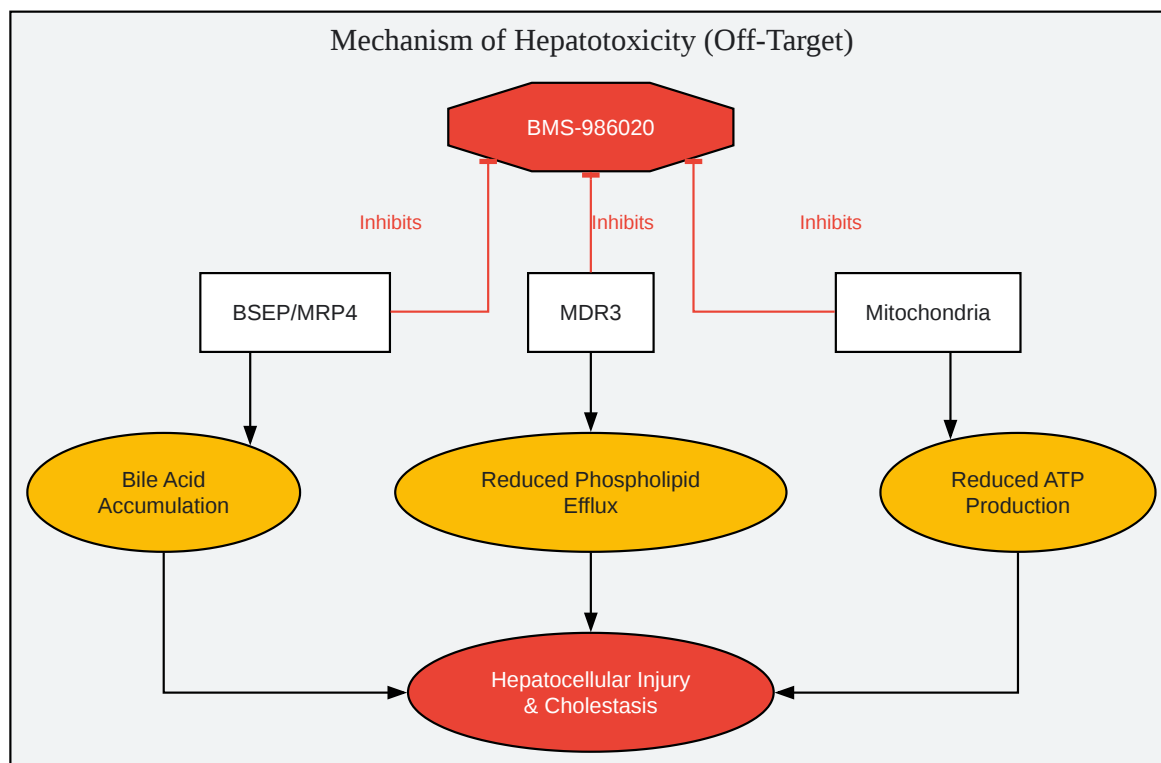 Mechanism of Hepatotoxicity (Off-Target)
BMS-986020
Inhibits
Inhibits
Inhibits
BSEP/MRP4
MDR3
Mitochondria
Bile Acid
Accumulation
Reduced Phospholipid
Efflux
Reduced ATP
Production
Hepatocellular Injury
& Cholestasis